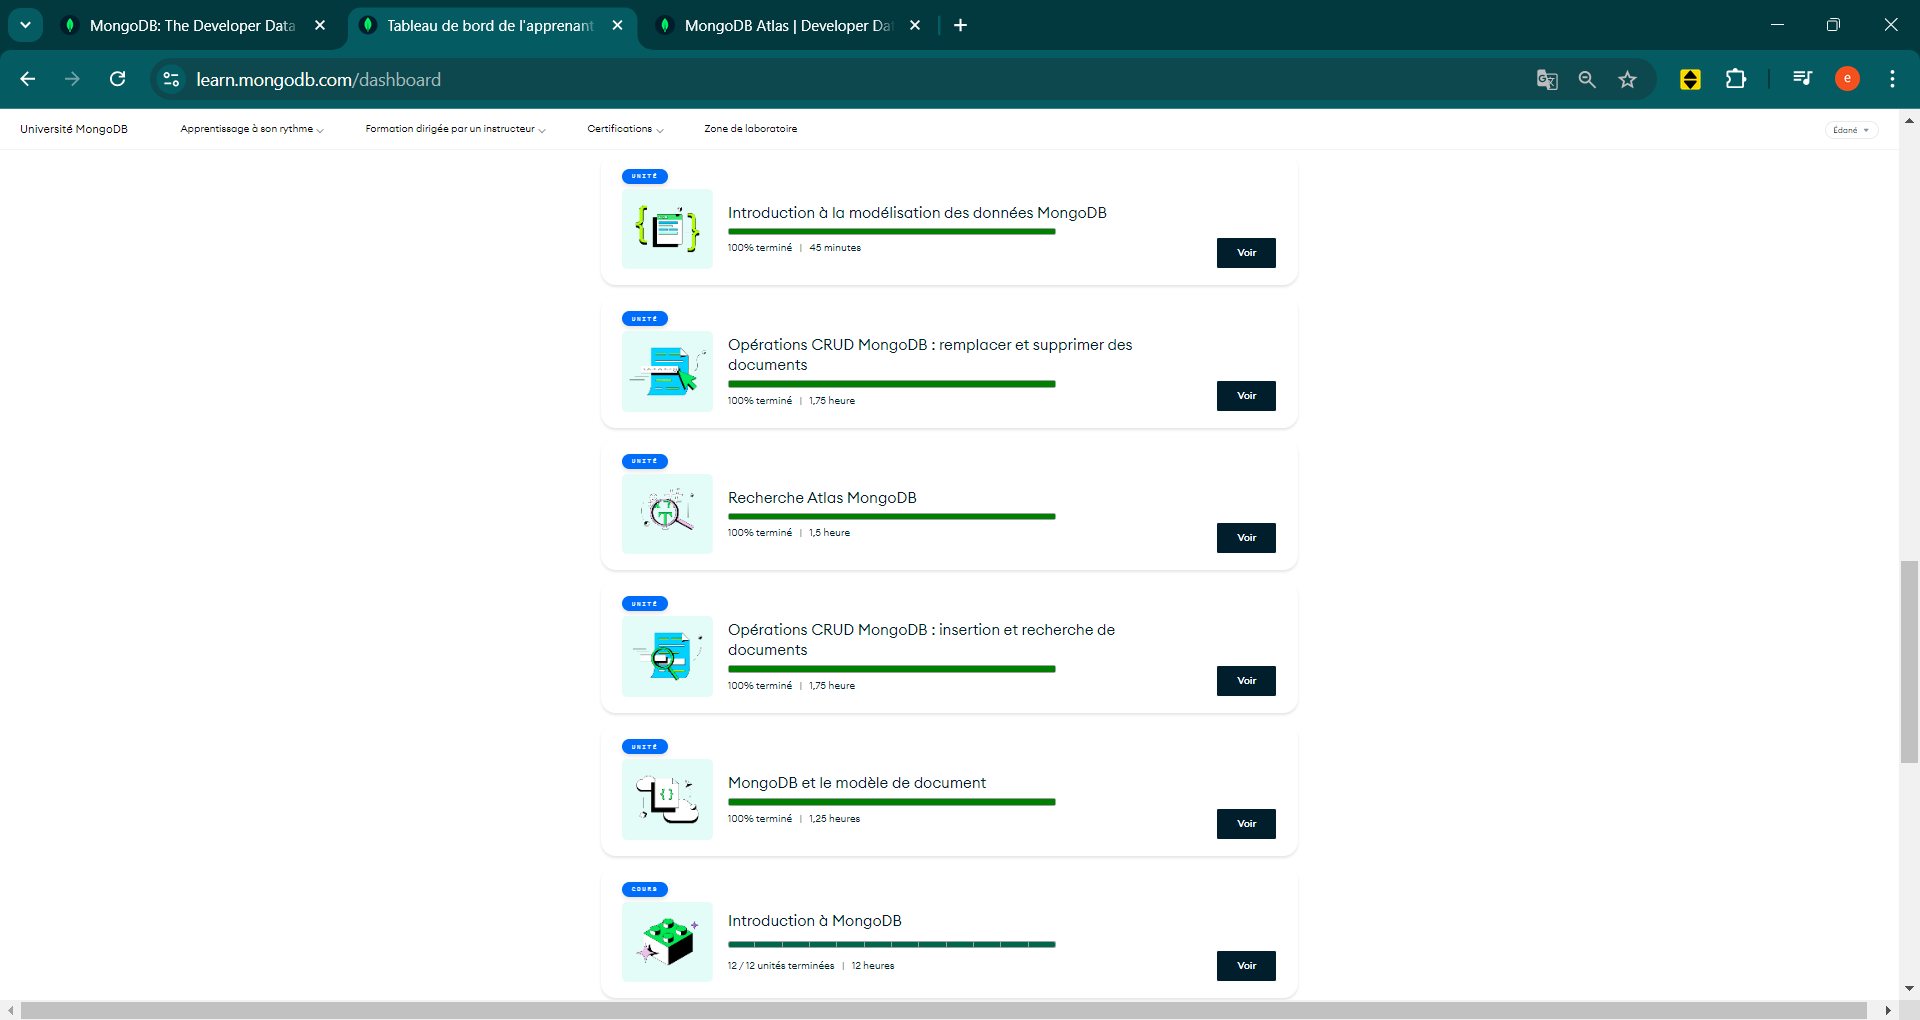 MongoDB: The Developer Data
Tableau de bord de l'apprenant
MongoDB Atlas | Developer Da
learn.mongodb.com/dashboard
e
Université MongoDB
Apprentissage à son rythme
Formation dirigée par un instructeur
Certifications
Zone de laboratoire
Édané
UNITÉ
Introduction à la modélisation des données MongoDB
100% terminé | 45 minutes
Voir
UNITÉ
Opérations CRUD MongoDB : remplacer et supprimer des
documents
100% terminé | 1,75 heure
Voir
UNITÉ
Recherche Atlas MongoDB
100% terminé | 1,5 heure
Voir
UNITÉ
Opérations CRUD MongoDB : insertion et recherche de
documents
100% terminé | 1,75 heure
Voir
UNITÉ
MongoDB et le modèle de document
100% terminé | 1,25 heures
Voir
COURS
Introduction à MongoDB
12 / 12 unités terminées | 12 heures
Voir